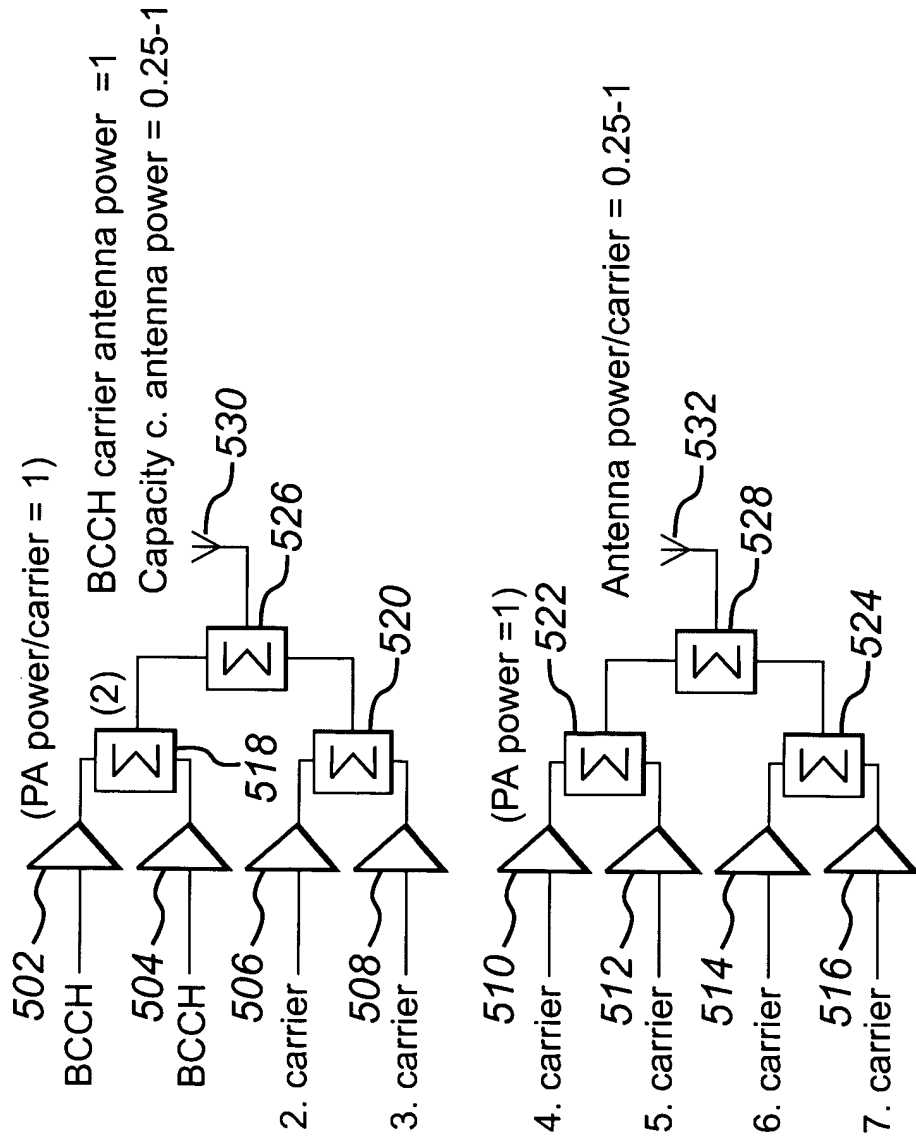 (PA power/carrier = 1)
BCCH carrier antenna power =1
Capacity c. antenna power = 0.25-1
502
BCCH
(2)
530
518
526
504
BCCH
506
2. carrier
520
508
3. carrier
(PA power =1)
Antenna power/carrier = 0.25-1
510
4. carrier
522
532
512
5. carrier
528
514
6. carrier
524
516
7. carrier
Σ
Σ
Σ
Σ
Σ
Σ